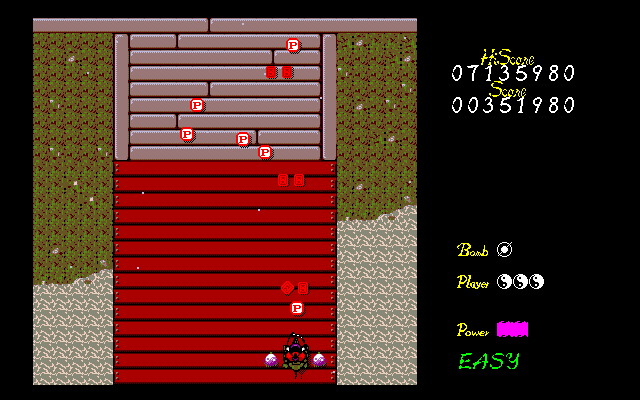 P
HiScore
07135980
P
Score
00351980
P
P
P
Bomb
Player
P
Power
EASY